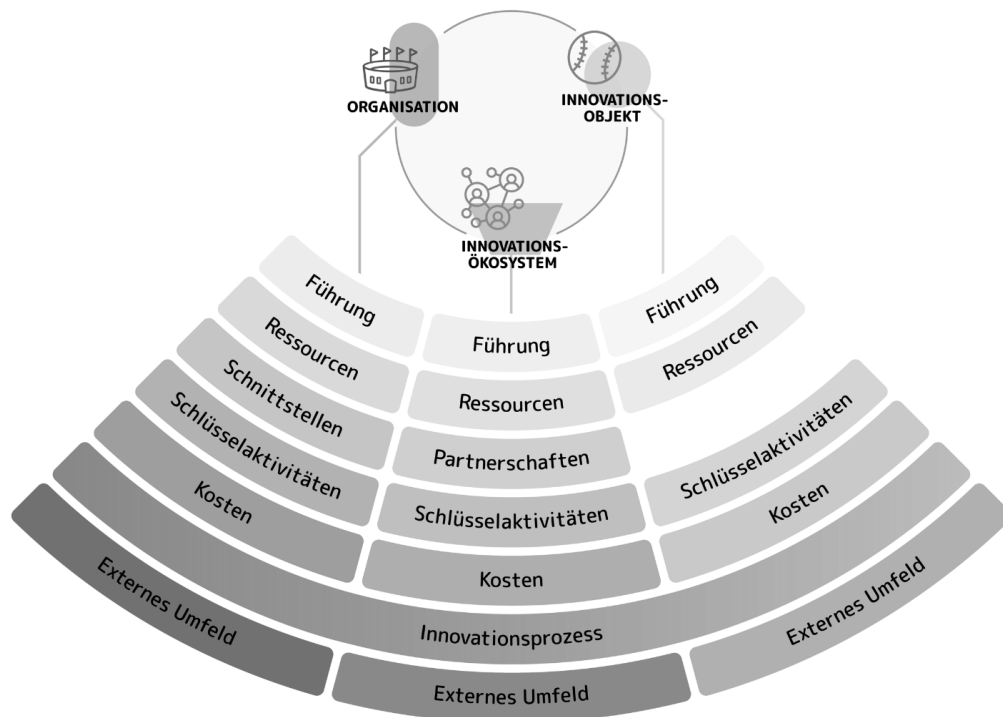 ORGANISATION
INNOVATIONS-
OBJEKT
INNOVATIONS-
ÖKOSYSTEM
Führung
Führung
Führung
Ressourcen
Ressourcen
Ressourcen
Schnittstellen
Partnerschaften
Schlüsselaktivitäten
Schlüsselaktivitäten
Schlüsselaktivitäten
Kosten
Kosten
Kosten
Innovationsprozess
Externes Umfeld
Externes Umfeld
Externes Umfeld